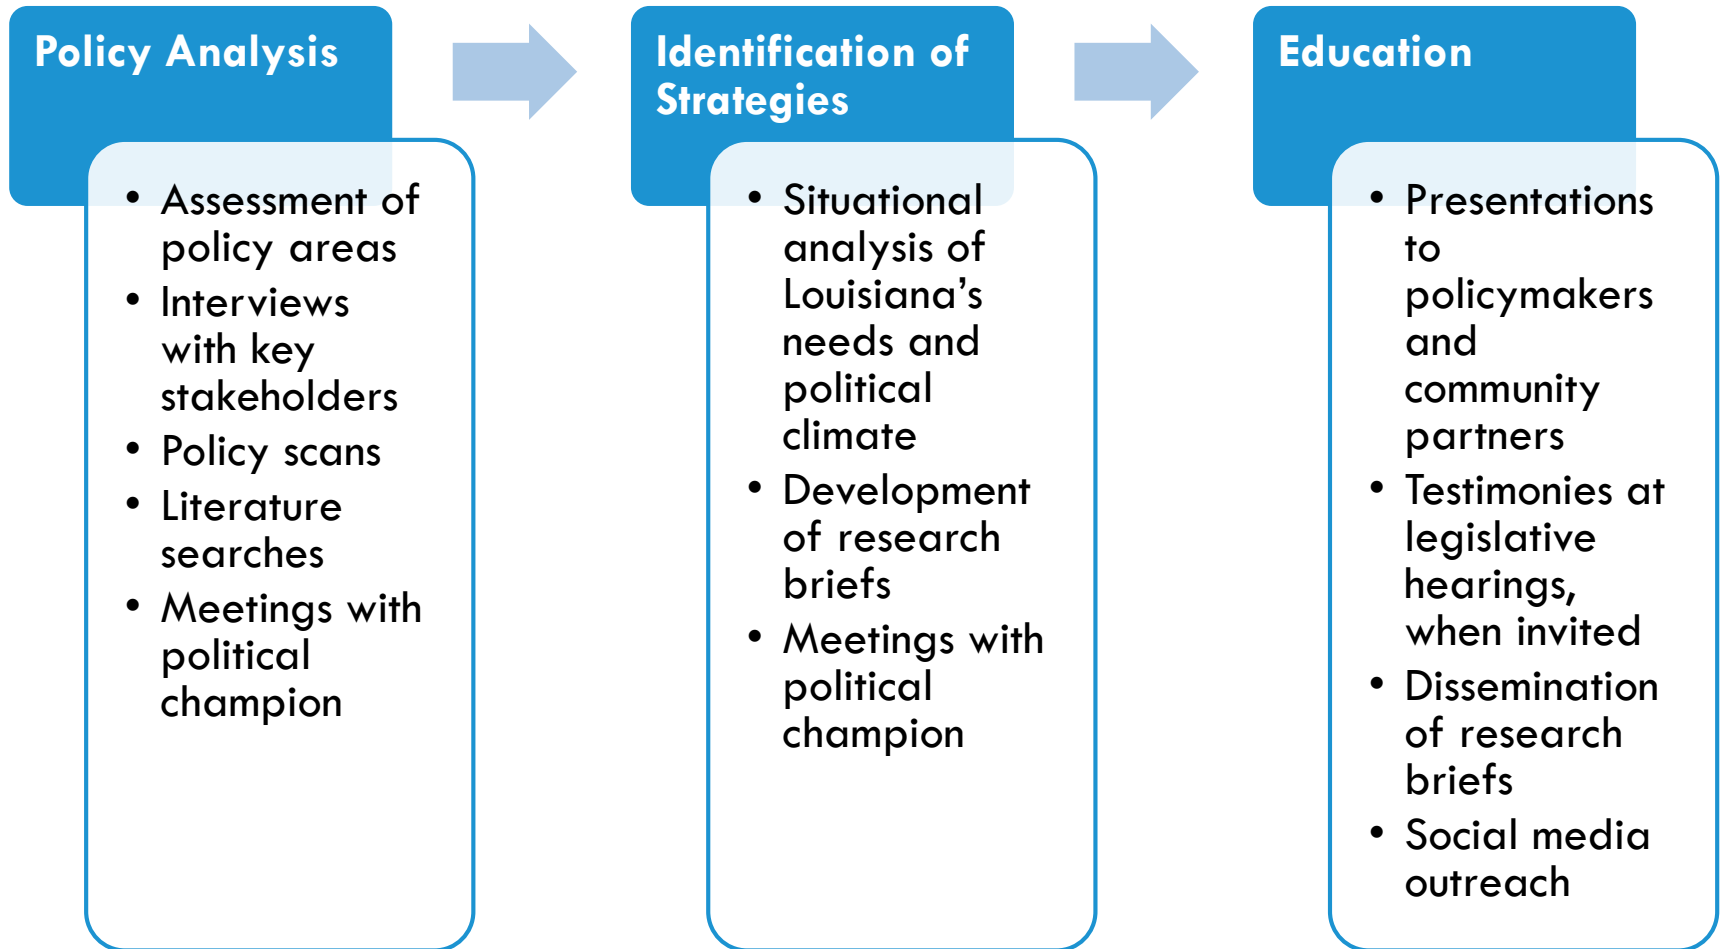 Policy Analysis
• Assessment of
policy areas
• Interviews
with key
stakeholders
• Policy scans
• Literature
searches
• Meetings with
political
champion
Identification of
Strategies
• Situational
analysis of
Louisiana’s
needs and
political
climate
• Development
of research
briefs
• Meetings with
political
champion
Education
• Presentations
to
policymakers
and
community
partners
• Testimonies at
legislative
hearings,
when invited
• Dissemination
of research
briefs
• Social media
outreach